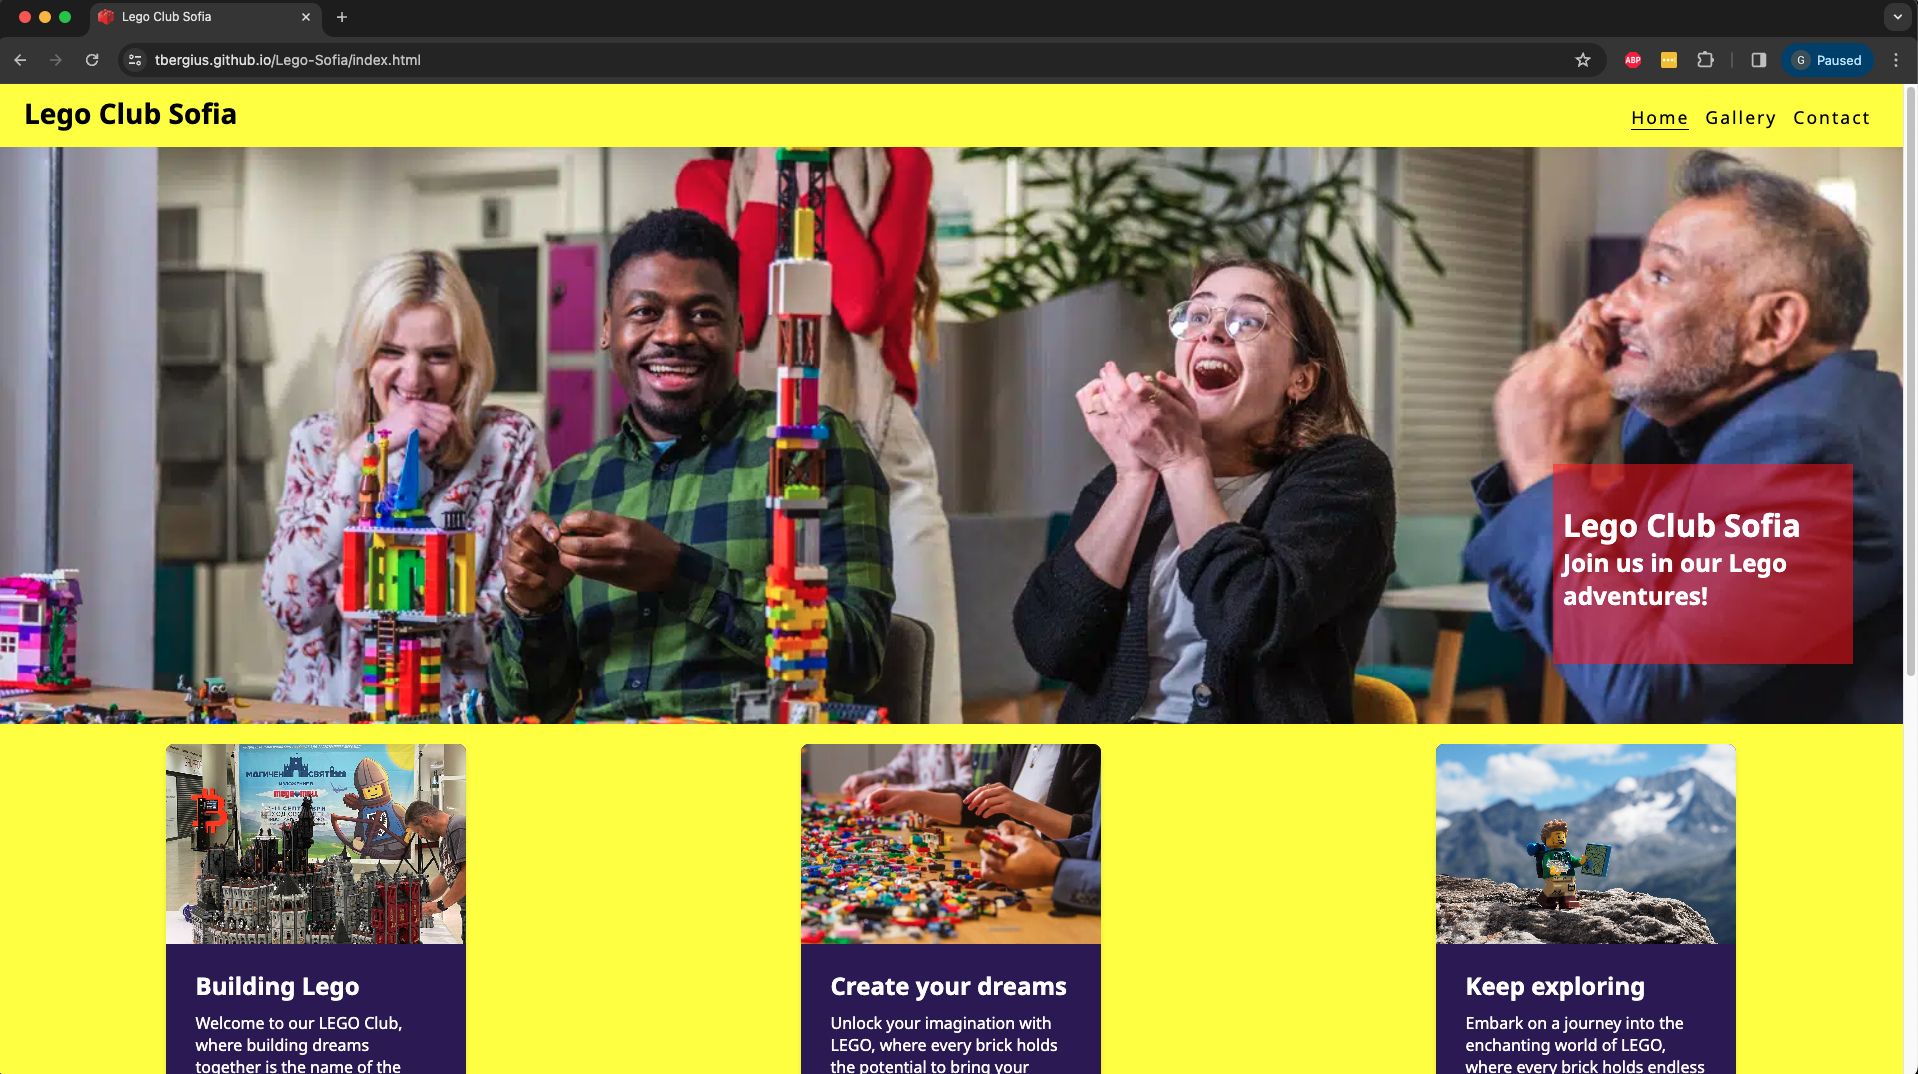 Lego Club Sofia
tbergius.github.io/Lego-Sofia/index.html
ABP
G Paused
Lego Club Sofia
Home Gallery Contact
Lego Club Sofia
Join us in our Lego
adventures!
Building Lego
Welcome to our LEGO Club,
where building dreams
together is the name of the
Create your dreams
Unlock your imagination with
LEGO, where every brick holds
the potential to bring your
Keep exploring
Embark on a journey into the
enchanting world of LEGO,
where every brick holds endless